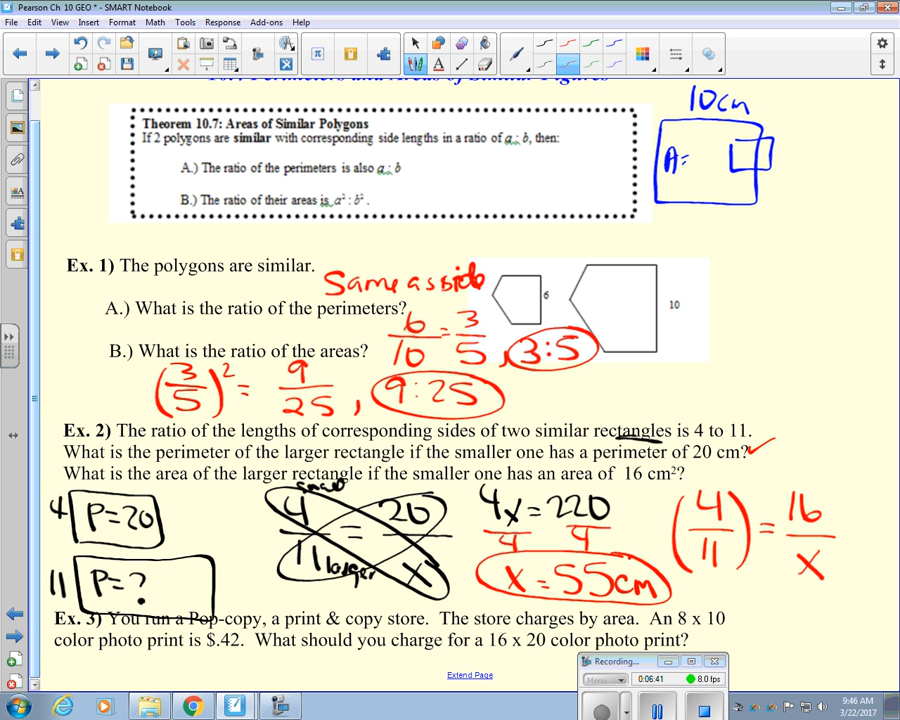 Pearson Ch 10 GEO * - SMART Notebook
File Edit View Insert Format Math Tools Response Add-ons Help
10.7: Perimeters and Areas of Similar Figures
10cm
A=
Theorem 10.7: Areas of Similar Polygons
If 2 polygons are similar with corresponding side lengths in a ratio of a : b, then:
A.) The ratio of the perimeters is also a : b
B.) The ratio of their areas is a² : b² .
Ex. 1) The polygons are similar.
Same as side
A.) What is the ratio of the perimeters?
6
10
6/10 = 3/5, 3:5
B.) What is the ratio of the areas?
(3/5)² = 9/25, 9:25
Ex. 2) The ratio of the lengths of corresponding sides of two similar rectangles is 4 to 11.
What is the perimeter of the larger rectangle if the smaller one has a perimeter of 20 cm? ✓
What is the area of the larger rectangle if the smaller one has an area of 16 cm²?
4 P=20
11 P=?
4/11 larger = 20/x
4x=220
4 4
x=55cm
(4/11) = 16/x
Ex. 3) You run a Pop-copy, a print & copy store. The store charges by area. An 8 x 10
color photo print is $.42. What should you charge for a 16 x 20 color photo print?
Extend Page
Recording...
Menu
0:06:41
8.0 fps
9:46 AM
3/22/2017